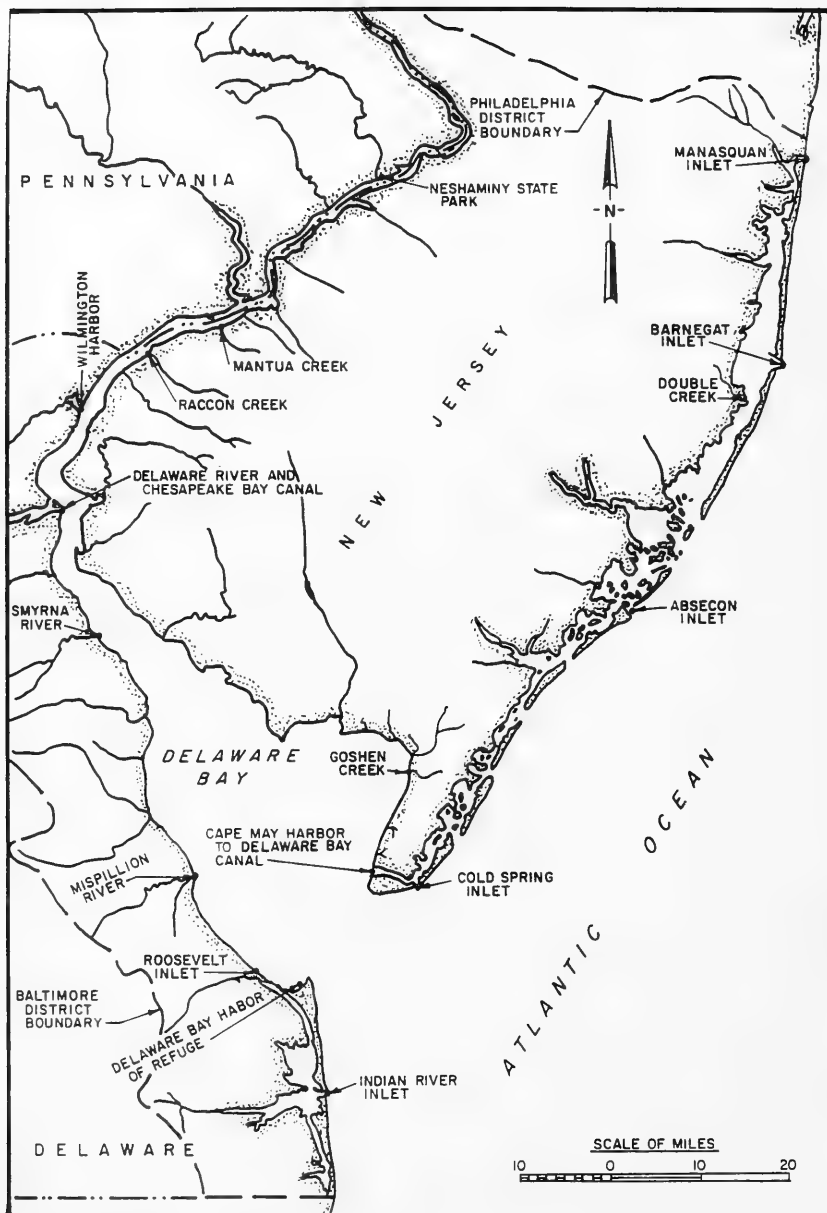 PHILADELPHIA
DISTRICT
BOUNDARY
MANASQUAN
INLET
PENNSYLVANIA
NESHAMINY STATE
PARK
-N-
WILMINGTON
HARBOR
BARNEGAT
INLET
MANTUA CREEK
DOUBLE
CREEK
RACCON CREEK
NEW JERSEY
DELAWARE RIVER AND
CHESAPEAKE BAY CANAL
SMYRNA
RIVER
ABSECON
INLET
DELAWARE
BAY
GOSHEN
CREEK
ATLANTIC OCEAN
CAPE MAY HARBOR
TO DELAWARE BAY
CANAL
MISPILLION
RIVER
COLD SPRING
INLET
ROOSEVELT
INLET
BALTIMORE
DISTRICT
BOUNDARY
DELAWARE BAY HABOR
OF REFUGE
INDIAN RIVER
INLET
DELAWARE
SCALE OF MILES
10 0 10 20